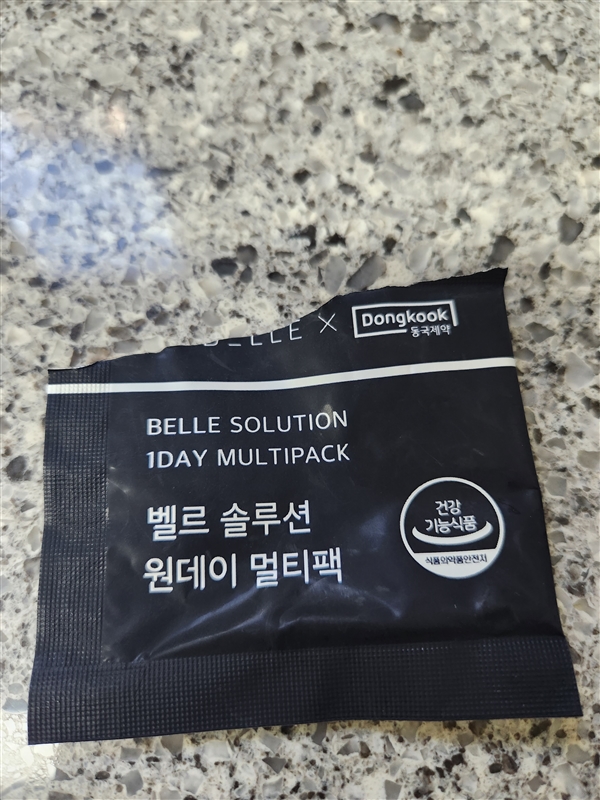 BELLE × Dongkook
동국제약
BELLE SOLUTION
1DAY MULTIPACK
벨르 솔루션
원데이 멀티팩
건강
기능식품
식품의약품안전처